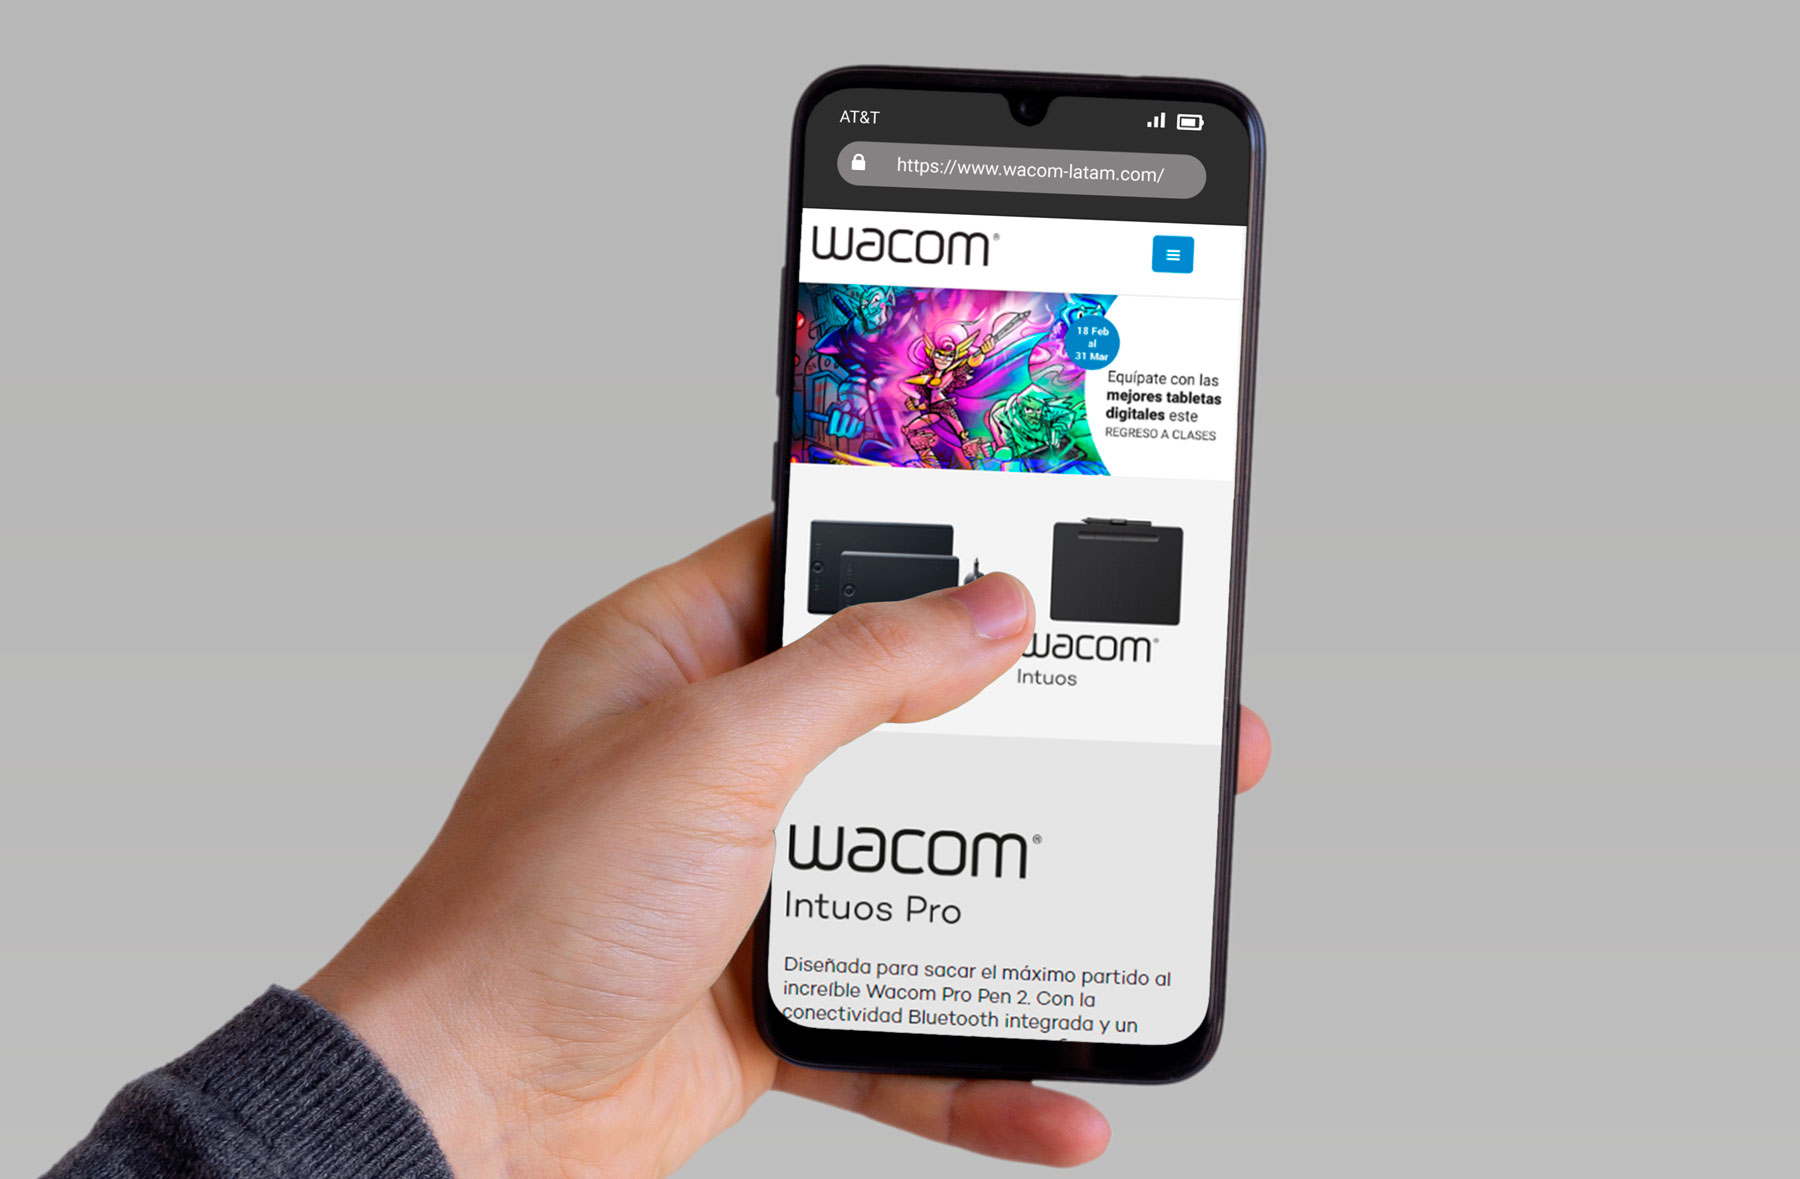 AT&T
https://www.wacom-latam.com/
wacom®
18 Feb
al
31 Mar
Equípate con las
mejores tabletas
digitales este
REGRESO A CLASES
wacom®
Intuos
wacom®
Intuos Pro
Diseñada para sacar el máximo partido al
increíble Wacom Pro Pen 2. Con la
conectividad Bluetooth integrada y un